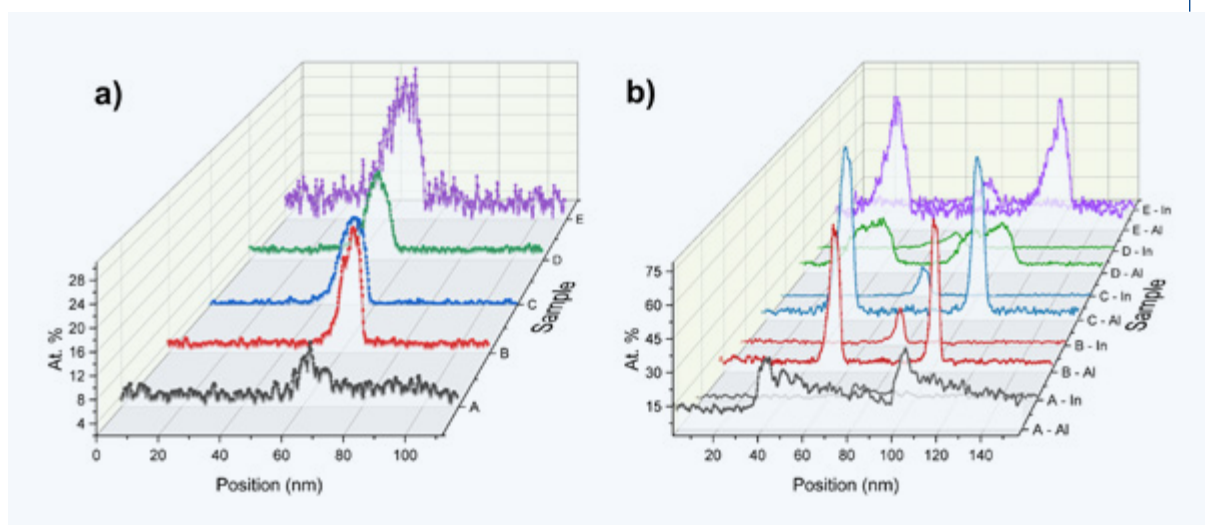 a)
28
24
20
16
12
8
4
At. %
0
20
40
60
80
100
Position (nm)
A
B
C
D
E
Sample
b)
75
60
45
30
15
At. %
20
40
60
80
100
120
140
Position (nm)
E - In
E - Al
D - In
D - Al
C - In
C - Al
B - In
B - Al
A - In
A - Al
Sample